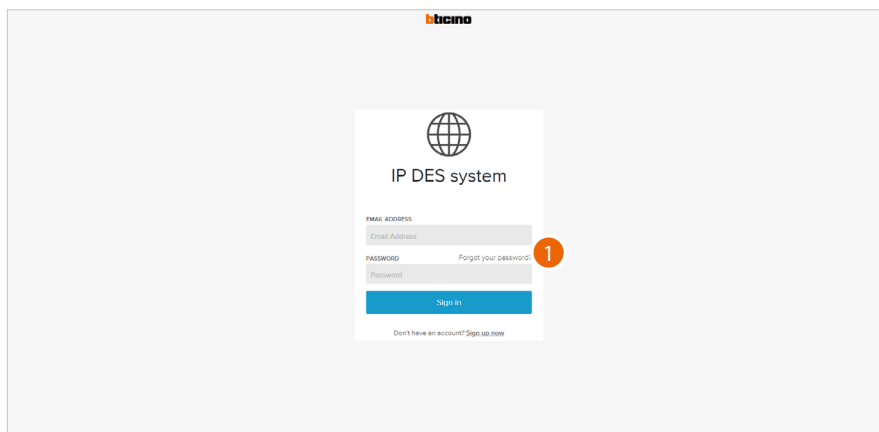 bticino
IP DES system
EMAIL ADDRESS
Email Address
PASSWORD Forgot your password?
Password
1
Sign in
Don't have an account? Sign up now